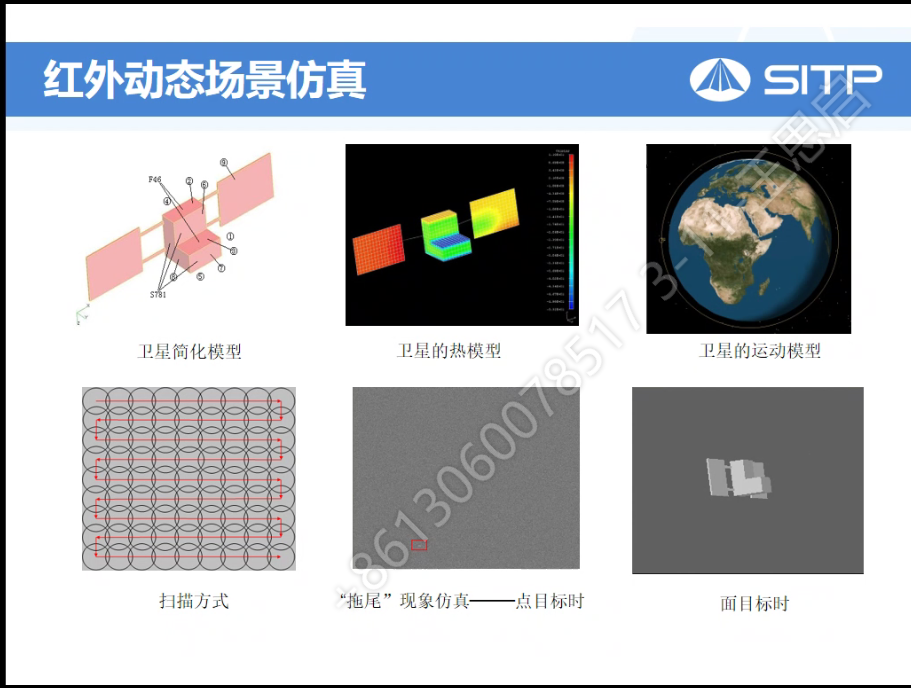 红外动态场景仿真
SITP
F46
④
②
⑥
⑨
①
⑧
⑦
⑤
S781
卫星简化模型
卫星的热模型
卫星的运动模型
扫描方式
“拖尾”现象仿真——点目标时
面目标时
+8613060078517 3-王思启